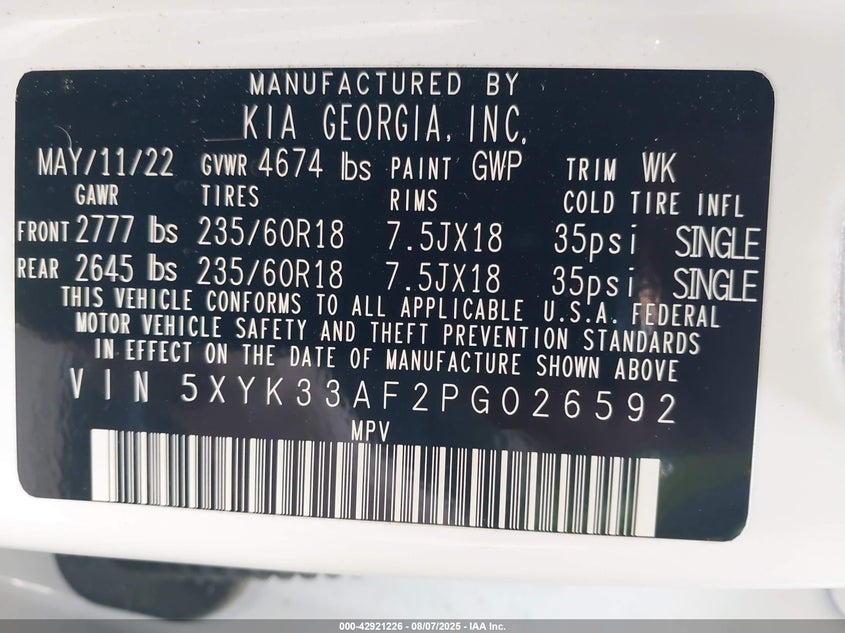 MANUFACTURED BY
KIA GEORGIA, INC.
MAY/11/22 GVWR 4674 lbs PAINT GWP TRIM WK
GAWR TIRES RIMS COLD TIRE INFL
FRONT 2777 lbs 235/60R18 7.5JX18 35psi SINGLE
REAR 2645 lbs 235/60R18 7.5JX18 35psi SINGLE
THIS VEHICLE CONFORMS TO ALL APPLICABLE U.S.A. FEDERAL
MOTOR VEHICLE SAFETY AND THEFT PREVENTION STANDARDS
IN EFFECT ON THE DATE OF MANUFACTURE SHOWN ABOVE
VIN 5XYK33AF2PG026592
MPV
000-42921226 - 08/07/2025 - IAA Inc.